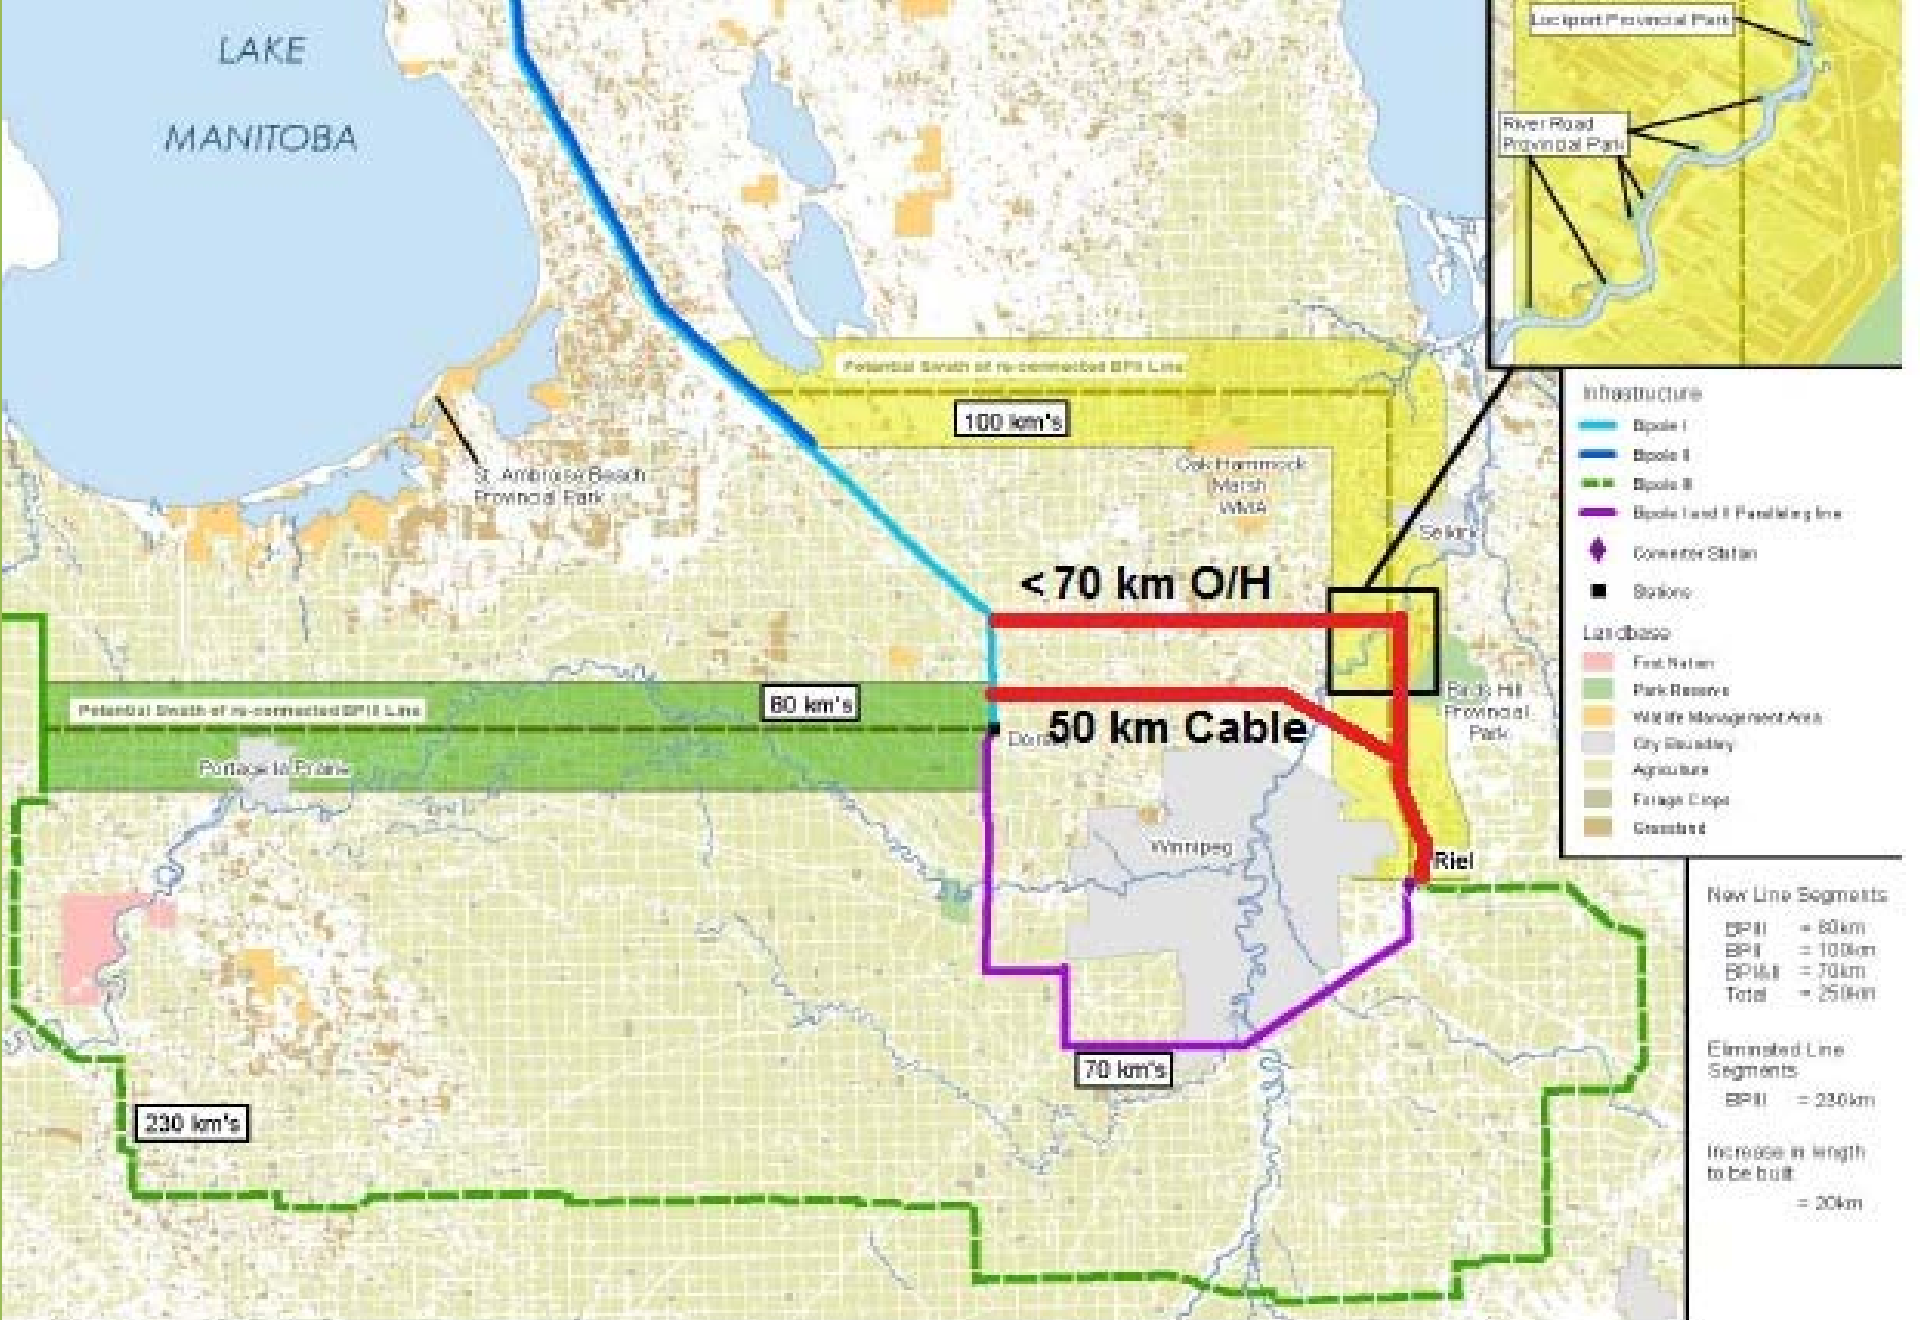 LAKE
MANITOBA
Lockport Provincial Park
River Road
Provincial Park
Potential Swath of re-connected BPII Line
100 km's
St. Ambroise Beach
Provincial Park
Oak Hammock
Marsh
WMA
Selkirk
<70 km O/H
Potential Swath of re-connected BPIII Line
80 km's
50 km Cable
Birds Hill
Provincial
Park
Portage la Prairie
Winnipeg
Riel
70 km's
230 km's
Infrastructure
Bipole I
Bipole II
Bipole III
Bipole I and II Paralleling line
Converter Station
Stations
Landbase
First Nation
Park Reserve
Wildlife Management Area
City Boundary
Agriculture
Forage Crops
Grassland
New Line Segments
BPIII = 80km
BPII = 100km
BPI&II = 70km
Total = 250km
Eliminated Line
Segments
BPIII = 230km
Increase in length
to be built
= 20km